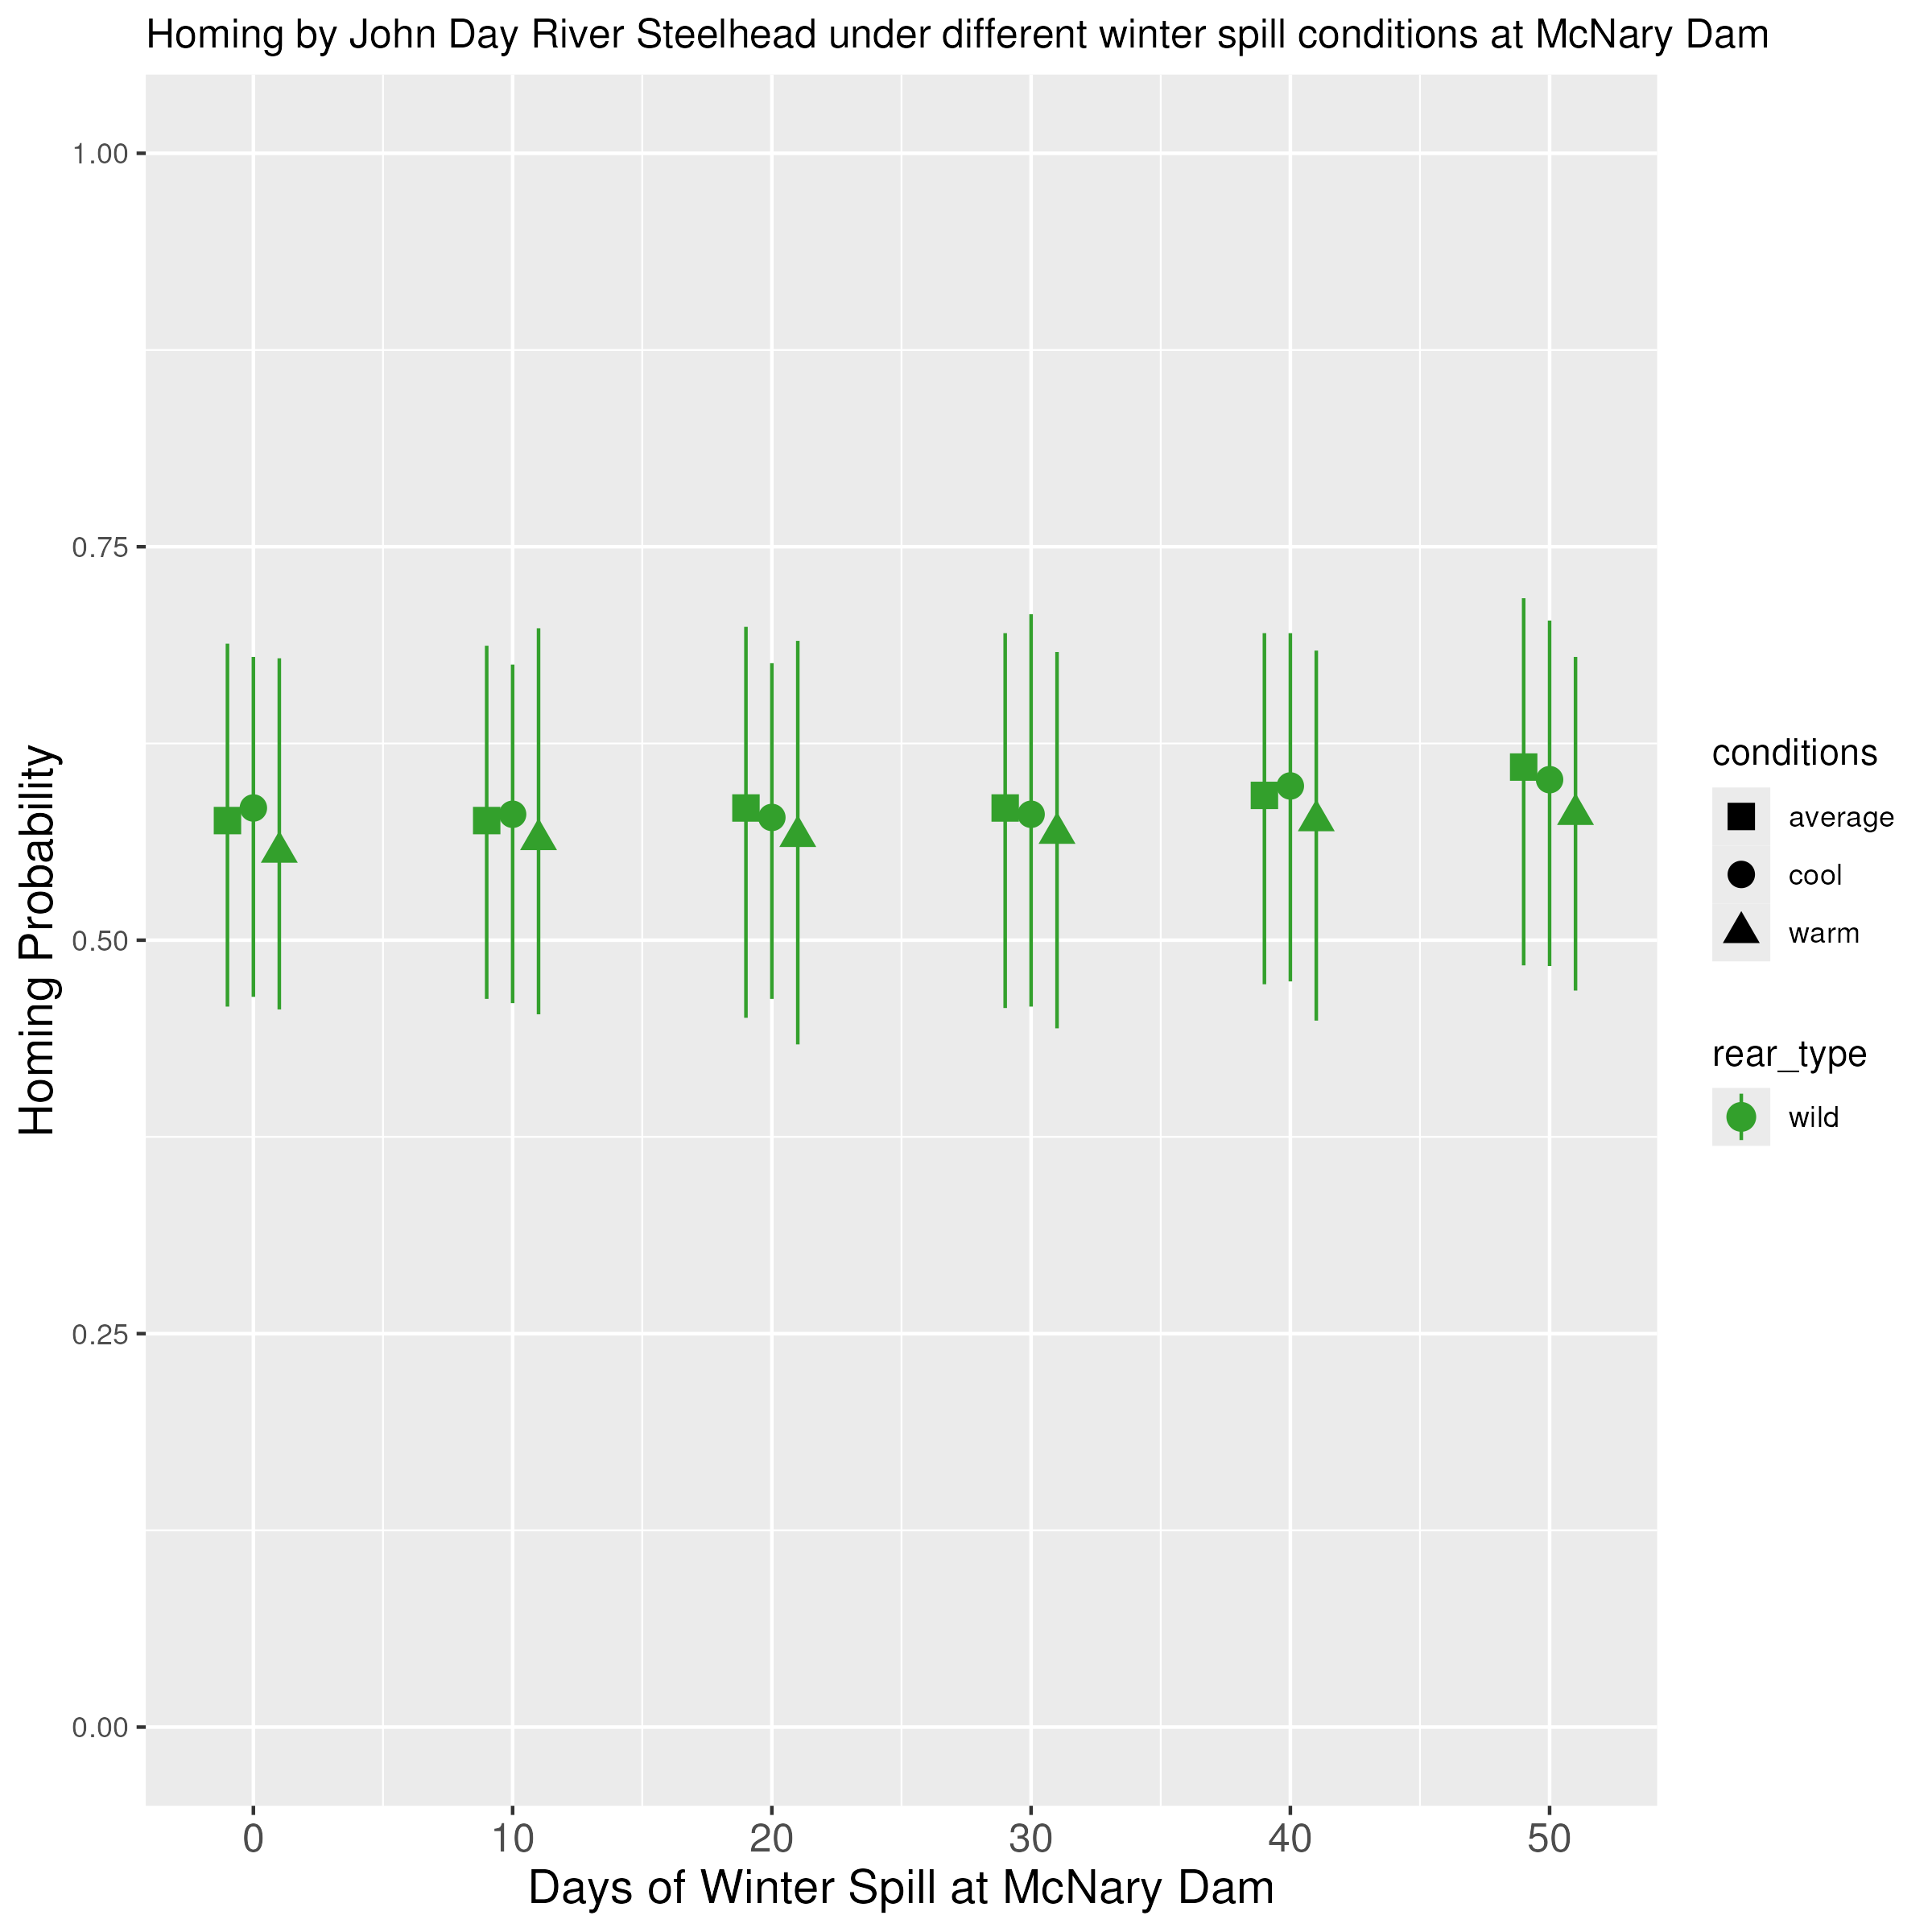 Homing by John Day River Steelhead under different winter spill conditions at McNary Dam
1.00
0.75
0.50
0.25
0.00
Homing Probability
0 10 20 30 40 50
Days of Winter Spill at McNary Dam
conditions
average
cool
warm
rear_type
wild